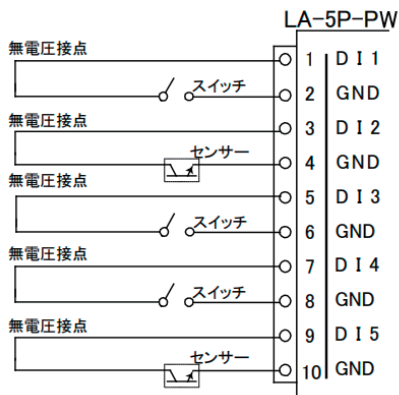 LA-5P-PW
無電圧接点
1 DI1
スイッチ
2 GND
無電圧接点
3 DI2
センサー
4 GND
無電圧接点
5 DI3
スイッチ
6 GND
無電圧接点
7 DI4
スイッチ
8 GND
無電圧接点
9 DI5
センサー
10 GND